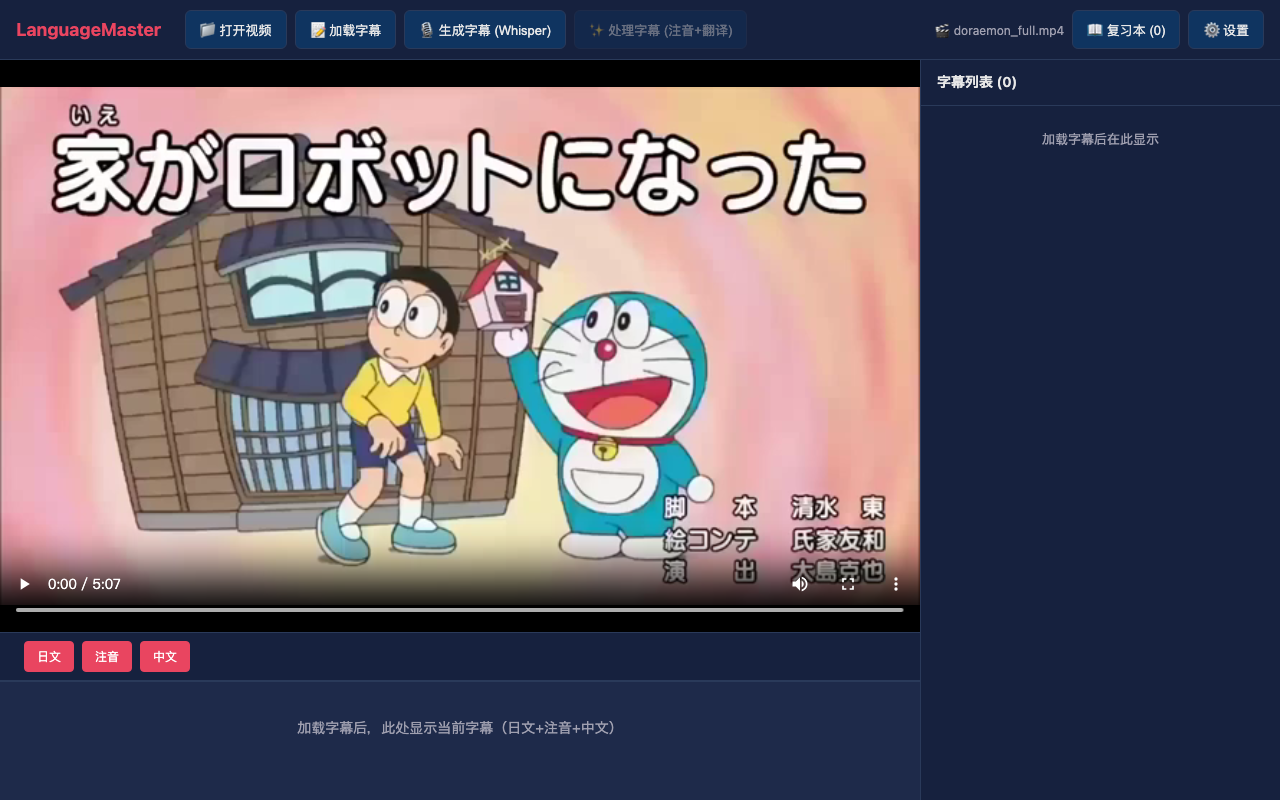 LanguageMaster
打开视频
加载字幕
生成字幕 (Whisper)
处理字幕 (注音+翻译)
doraemon_full.mp4
复习本 (0)
设置
いえ
家がロボットになった
脚本 清水 東
絵コンテ 氏家友和
演出 大島克也
0:00 / 5:07
日文
注音
中文
加载字幕后，此处显示当前字幕（日文+注音+中文）
字幕列表 (0)
加载字幕后在此显示